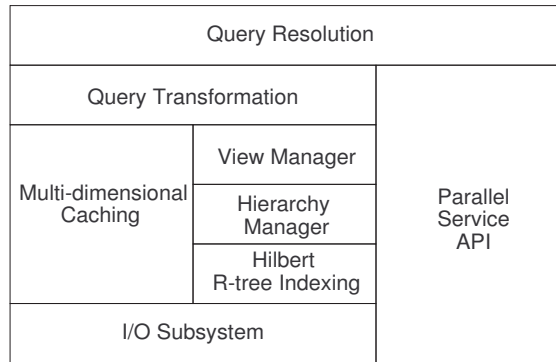 Query Resolution
Query Transformation
View Manager
Multi-dimensional
Caching
Hierarchy
Manager
Parallel
Service
API
Hilbert
R-tree Indexing
I/O Subsystem